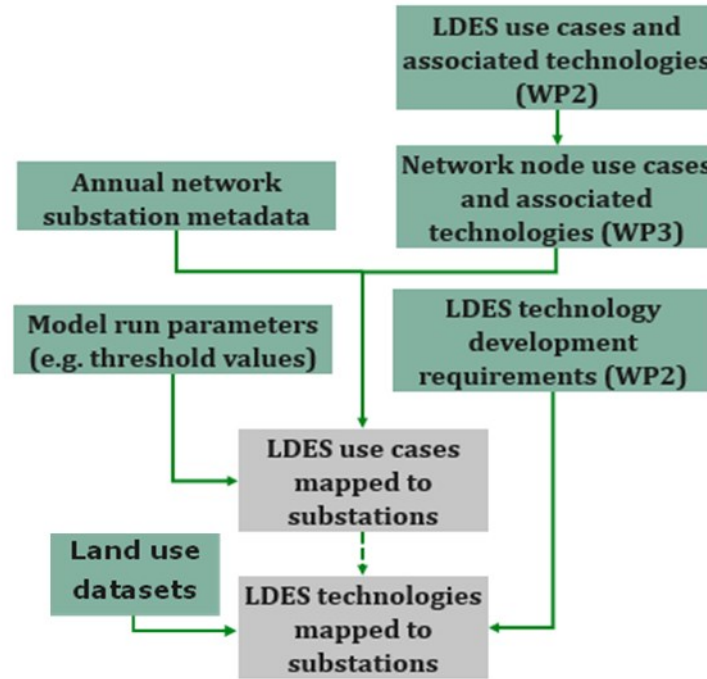 LDES use cases and
associated technologies
(WP2)
Annual network
substation metadata
Network node use cases
and associated
technologies (WP3)
Model run parameters
(e.g. threshold values)
LDES technology
development
requirements (WP2)
LDES use cases
mapped to
substations
Land use
datasets
LDES technologies
mapped to
substations